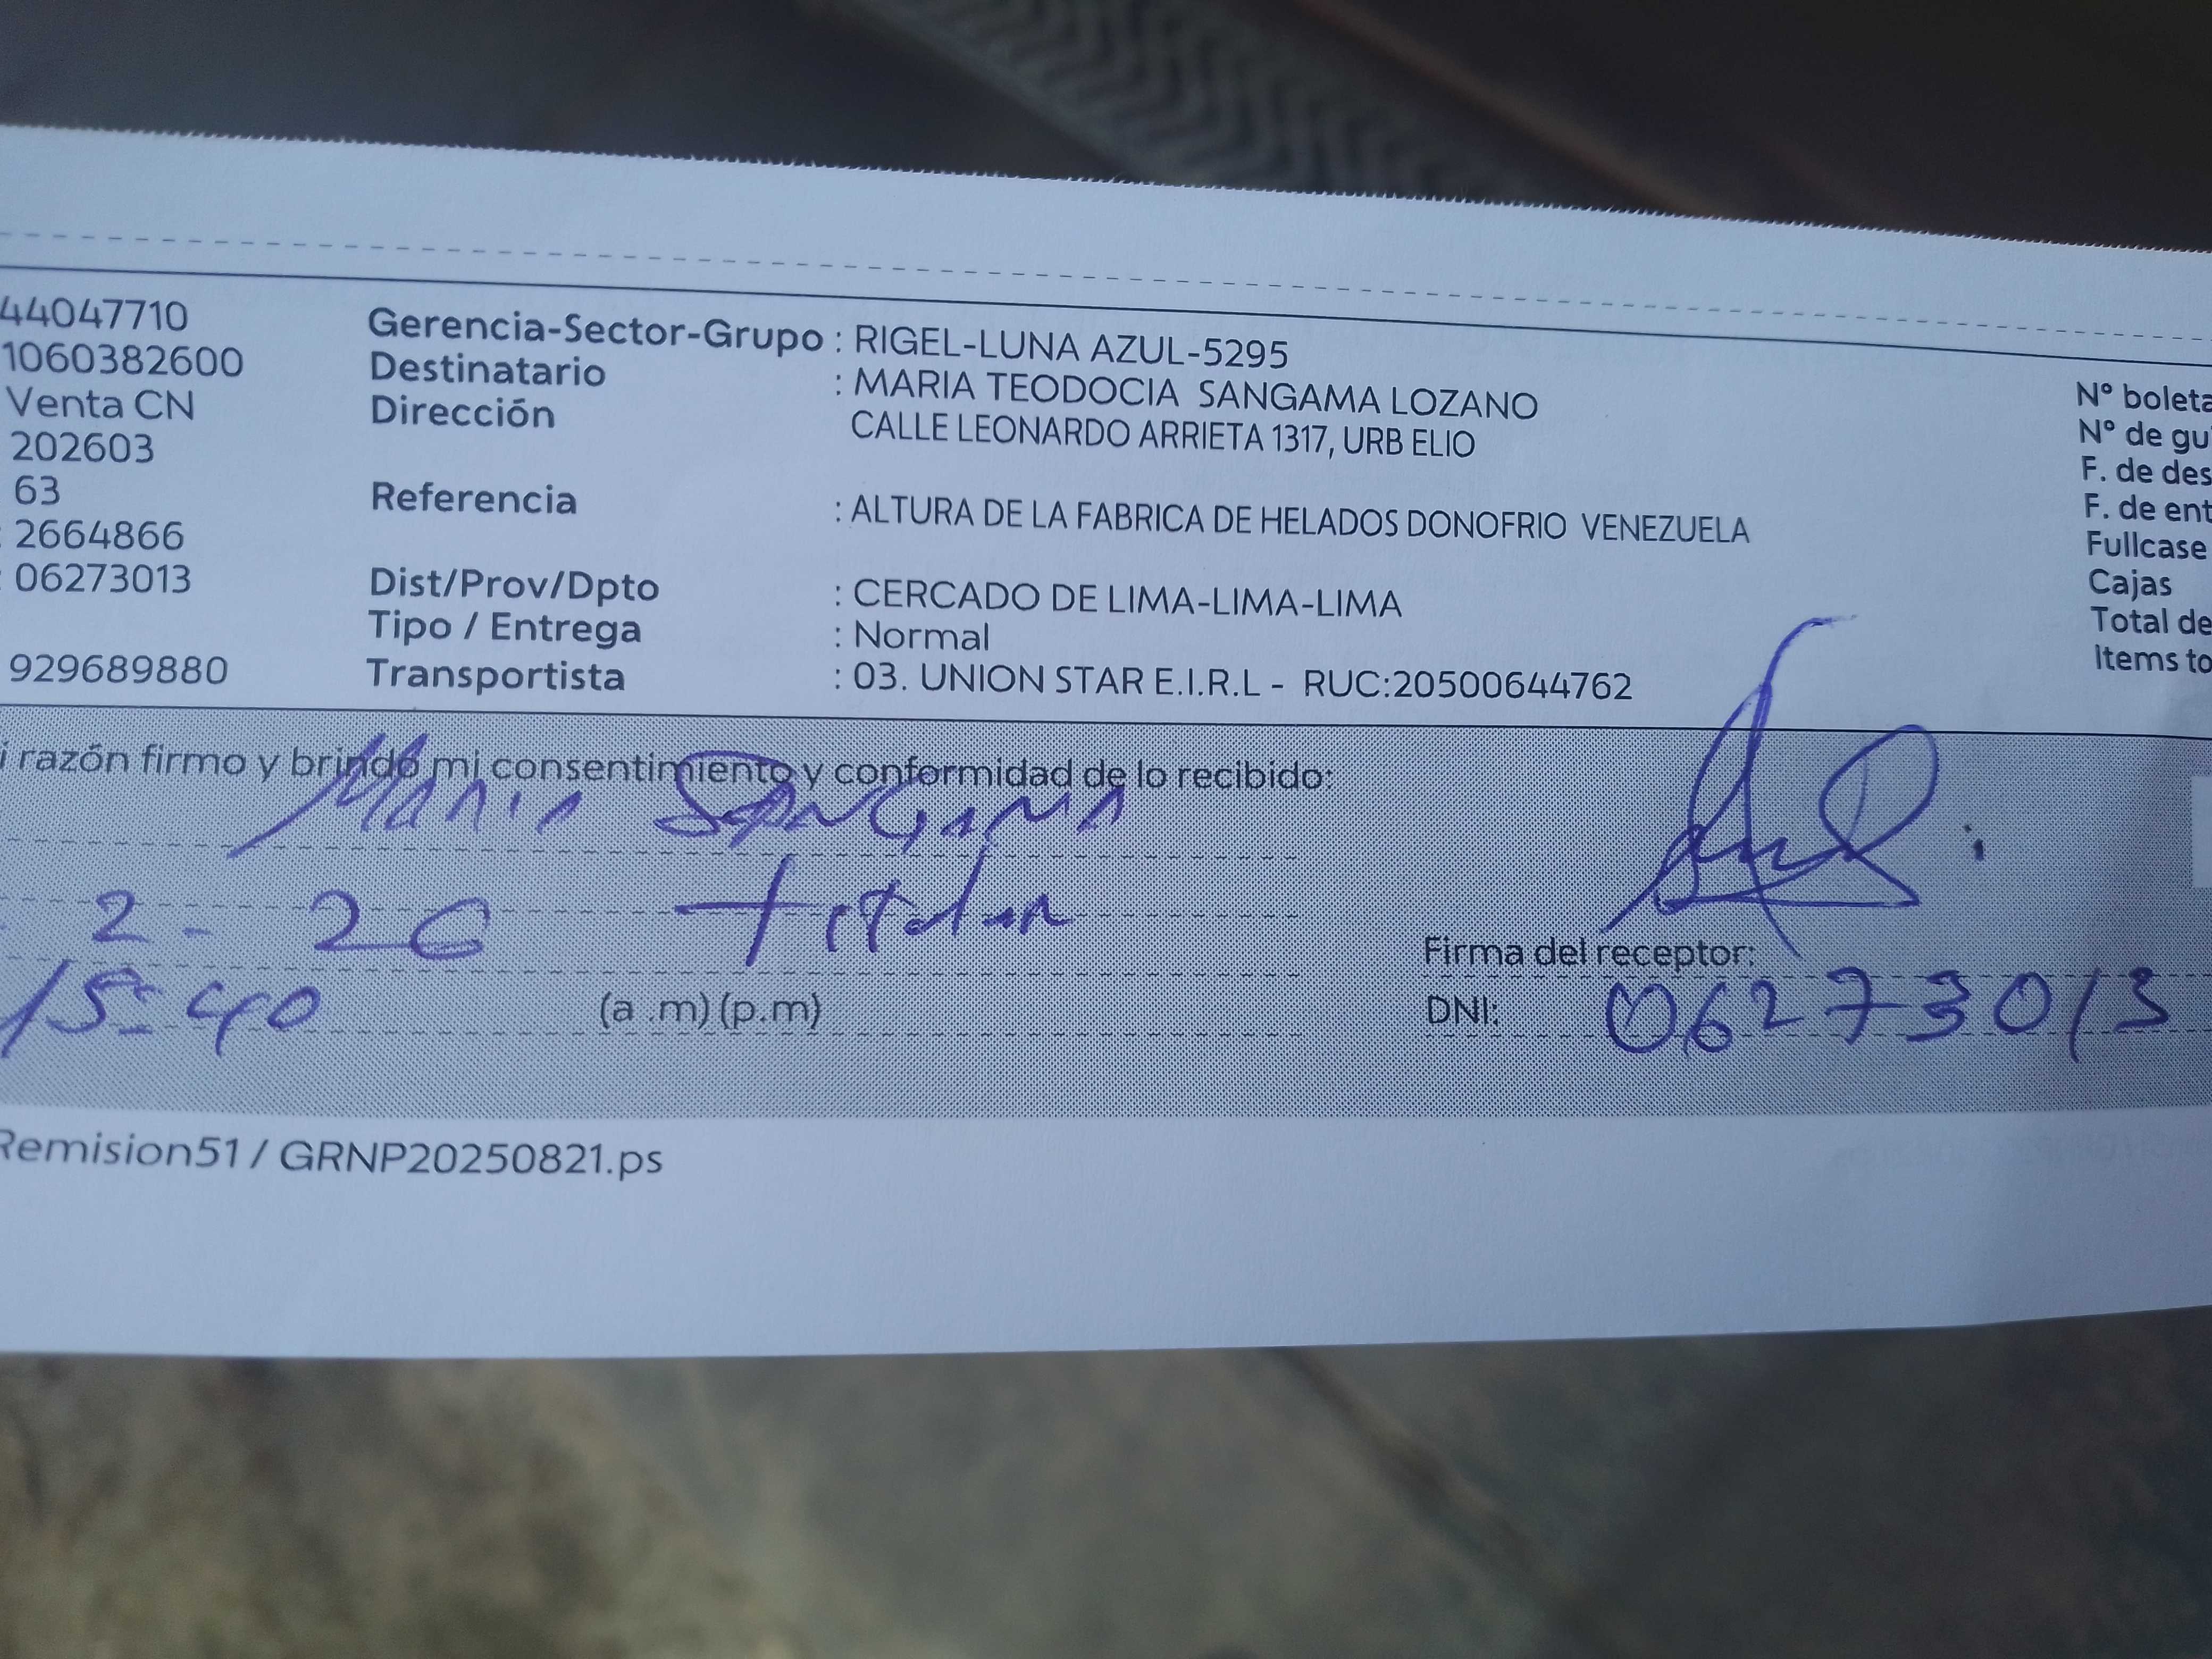 44047710 Gerencia-Sector-Grupo : RIGEL-LUNA AZUL-5295
1060382600 Destinatario : MARIA TEODOCIA SANGAMA LOZANO
Venta CN Dirección CALLE LEONARDO ARRIETA 1317, URB ELIO
202603
63 Referencia : ALTURA DE LA FABRICA DE HELADOS DONOFRIO VENEZUELA
: 2664866
: 06273013 Dist/Prov/Dpto : CERCADO DE LIMA-LIMA-LIMA
Tipo / Entrega : Normal
929689880 Transportista : 03. UNION STAR E.I.R.L - RUC:20500644762
Nº boleta
Nº de gu
F. de des
F. de ent
Fullcase
Cajas
Total de
Items to
i razón firmo y brindo mi consentimiento y conformidad de lo recibido:
Maria SANGAMA
2 - 26 titular
15:40 (a .m) (p.m)
Firma del receptor:
DNI: 06273013
Remision51 / GRNP20250821.ps